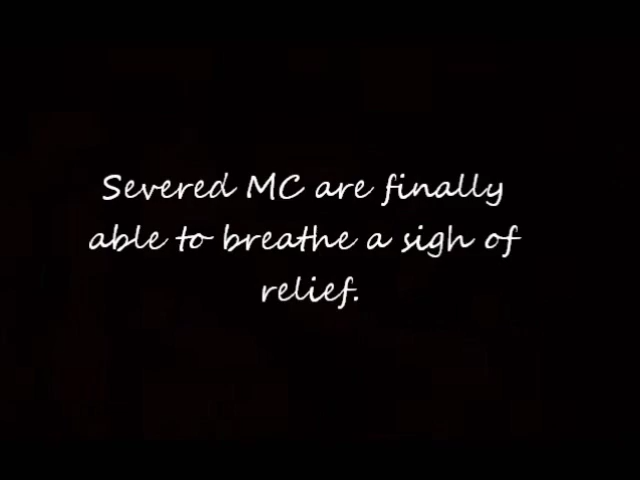 Severed MC are finally
able to breathe a sigh of
relief.